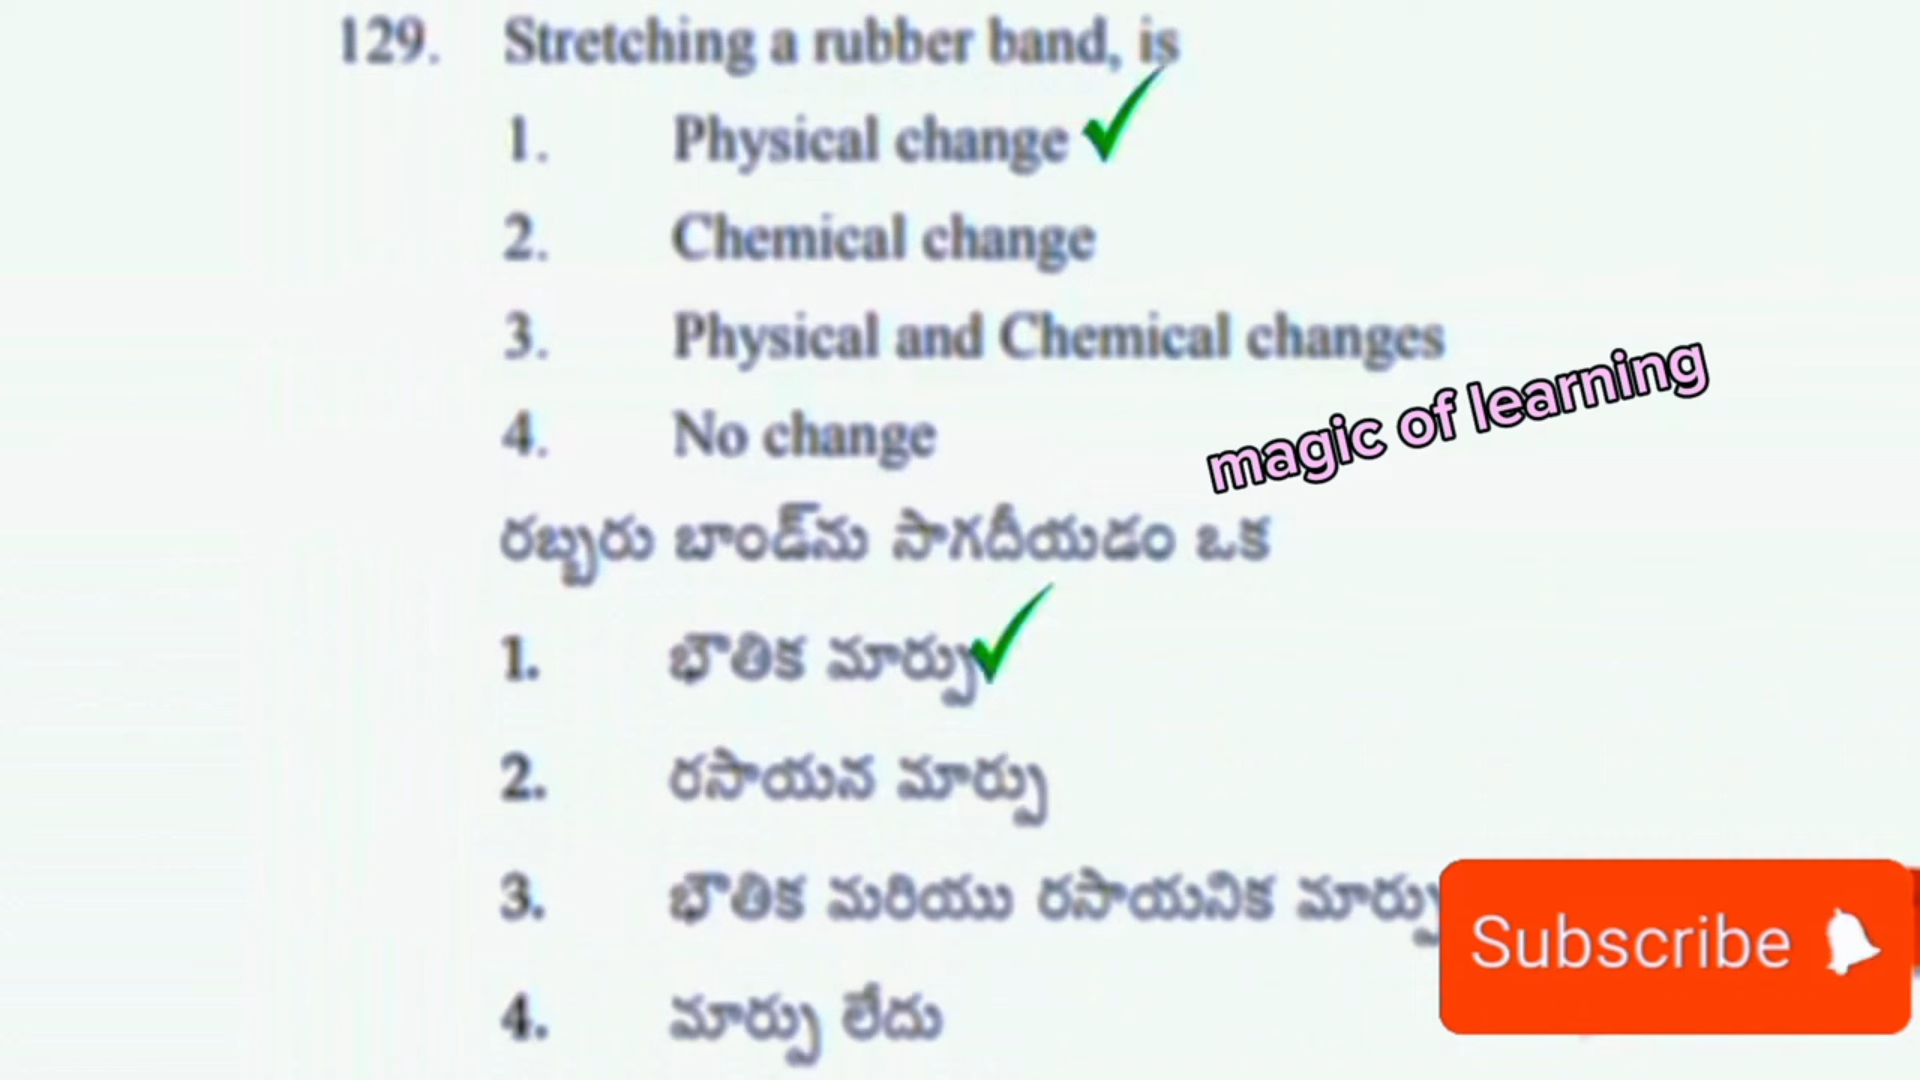 129. Stretching a rubber band, is
1. Physical change
2. Chemical change
3. Physical and Chemical changes
4. No change
magic of learning
రబ్బరు బాండ్‌ను సాగదీయడం ఒక
1. భౌతిక మార్పు
2. రసాయన మార్పు
3. భౌతిక మరియు రసాయనిక మార్పు
4. మార్పు లేదు
Subscribe